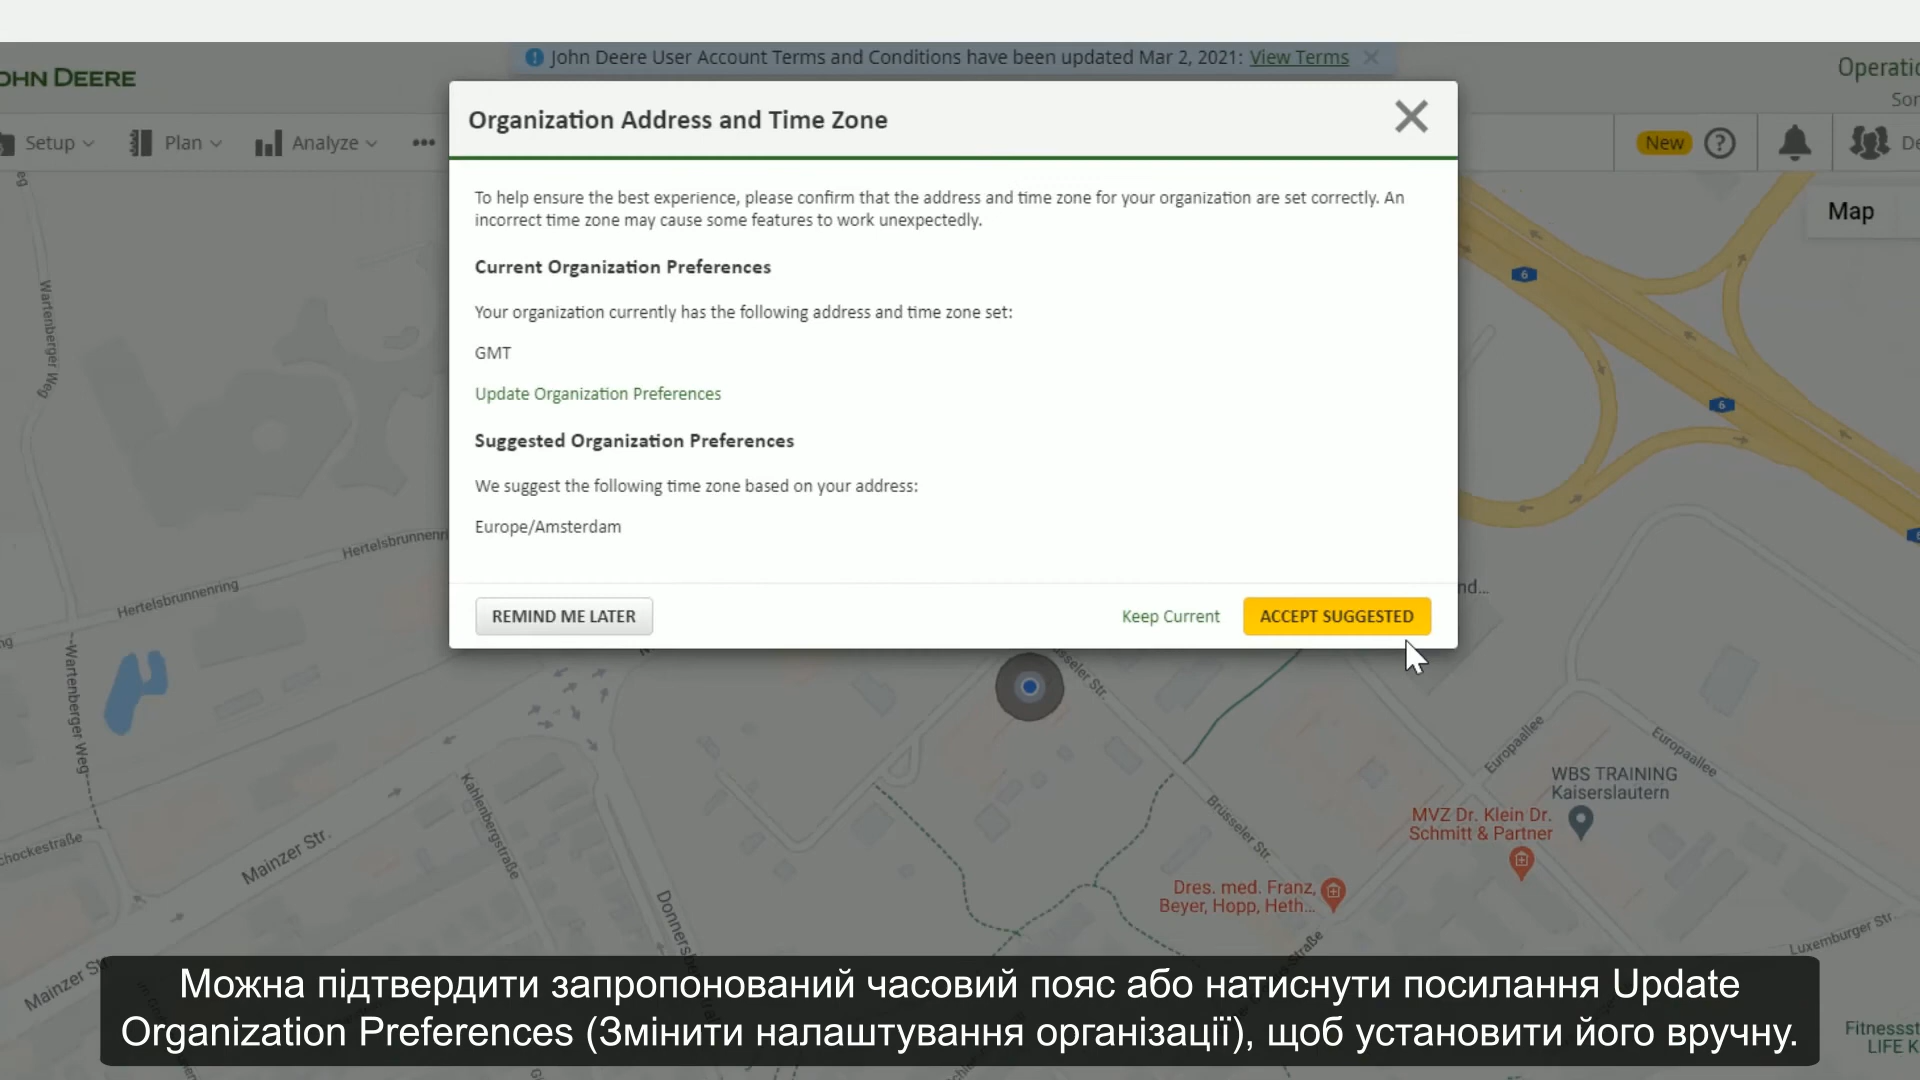 John Deere User Account Terms and Conditions have been updated Mar 2, 2021: View Terms
OHN DEERE
Setup
Plan
Analyze
New
Map
Organization Address and Time Zone
To help ensure the best experience, please confirm that the address and time zone for your organization are set correctly. An
incorrect time zone may cause some features to work unexpectedly.
Current Organization Preferences
Your organization currently has the following address and time zone set:
GMT
Update Organization Preferences
Suggested Organization Preferences
We suggest the following time zone based on your address:
Europe/Amsterdam
REMIND ME LATER
Keep Current
ACCEPT SUGGESTED
6
6
Wartenberger Weg
Hertelsbrunnenring
Hertelsbrunnenri
Wartenberger Weg
Mainzer Str.
Kahlenbergstraße
Brüsseler Str.
Europaallee
Europaallee
WBS TRAINING
Kaiserslautern
MVZ Dr. Klein Dr.
Schmitt & Partner
Dres. med. Franz,
Beyer, Hopp, Heth...
Luxemburger Str.
Можна підтвердити запропонований часовий пояс або натиснути посилання Update
Organization Preferences (Змінити налаштування організації), щоб установити його вручну.